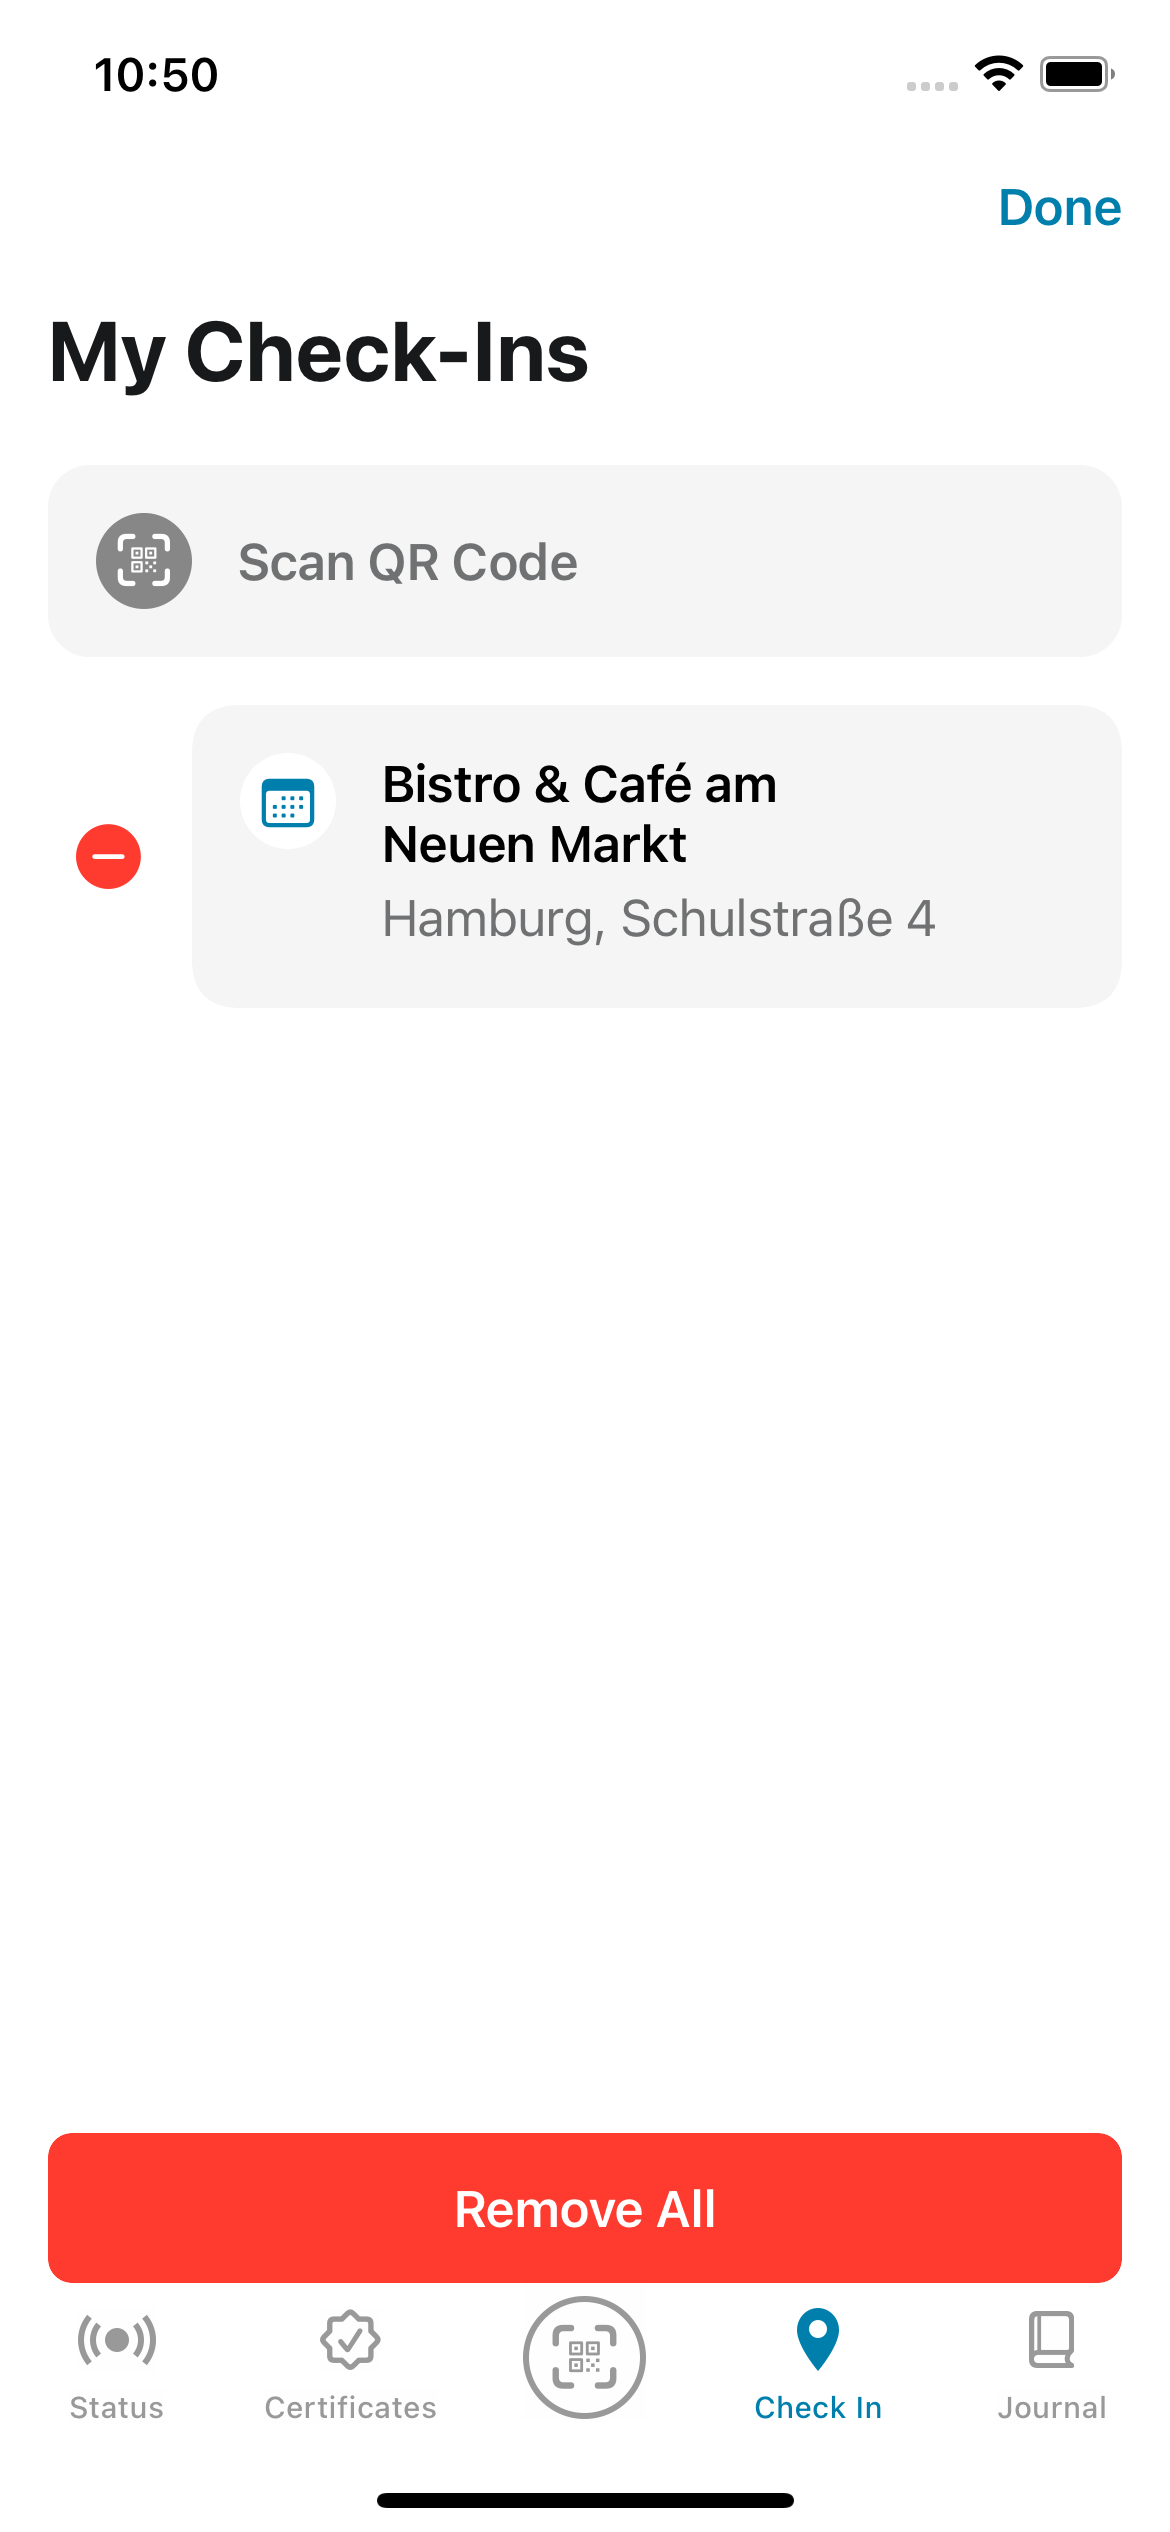 10:50
Done
My Check-Ins
Scan QR Code
Bistro & Café am
Neuen Markt
Hamburg, Schulstraße 4
Remove All
Status
Certificates
Check In
Journal